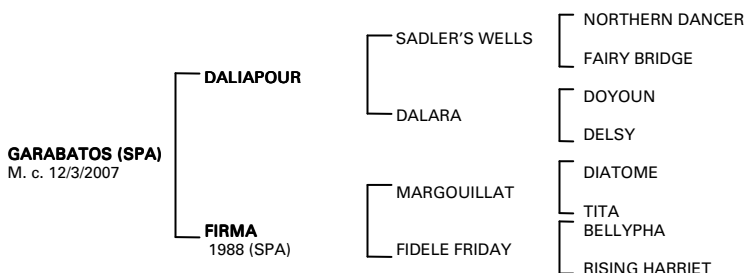 NORTHERN DANCER
SADLER'S WELLS
FAIRY BRIDGE
DALIAPOUR
DOYOUN
DALARA
DELSY
GARABATOS (SPA)
M. c. 12/3/2007
DIATOME
MARGOUILLAT
TITA
FIRMA
1988 (SPA)
BELLYPHA
FIDELE FRIDAY
RISING HARRIET